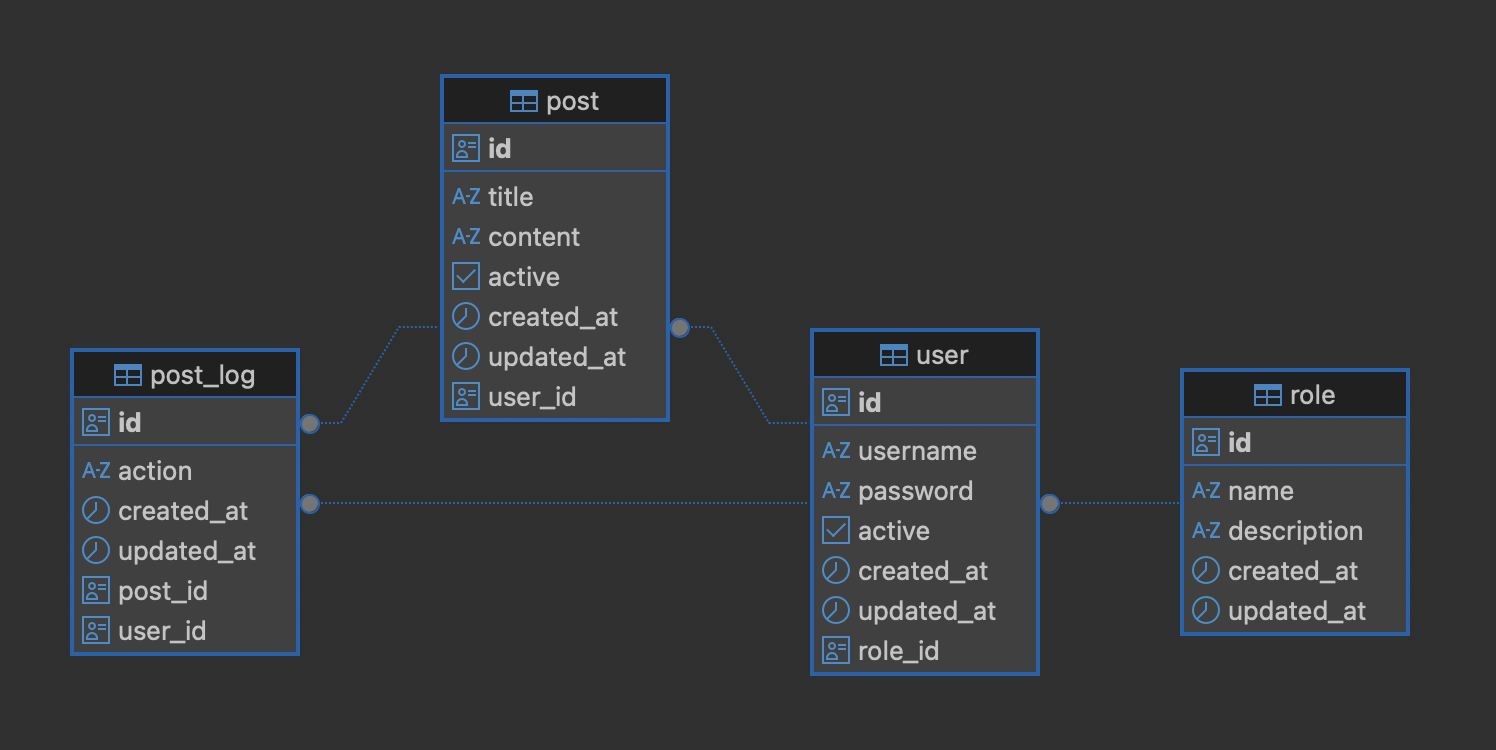 post
id
A-Z title
A-Z content
active
created_at
updated_at
user_id
post_log
id
A-Z action
created_at
updated_at
post_id
user_id
user
id
A-Z username
A-Z password
active
created_at
updated_at
role_id
role
id
A-Z name
A-Z description
created_at
updated_at